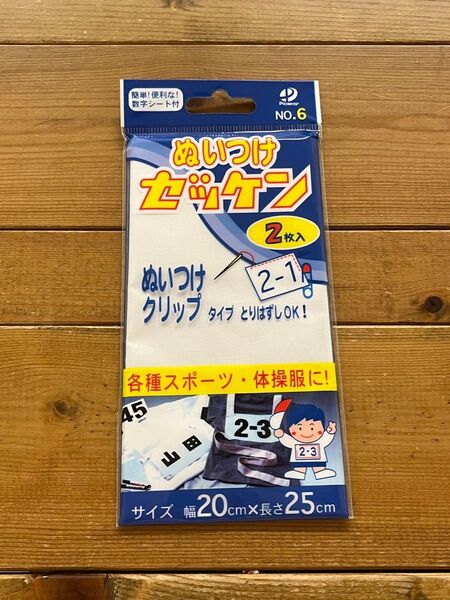 簡単!便利な!
数字シート付
Pioneer
NO.6
ぬいつけ
ゼッケン
2枚入
2-1
ぬいつけ
クリップ タイプ とりはずしOK!
各種スポーツ・体操服に!
45
山田
2-3
2-3
サイズ 幅20cm×長さ25cm